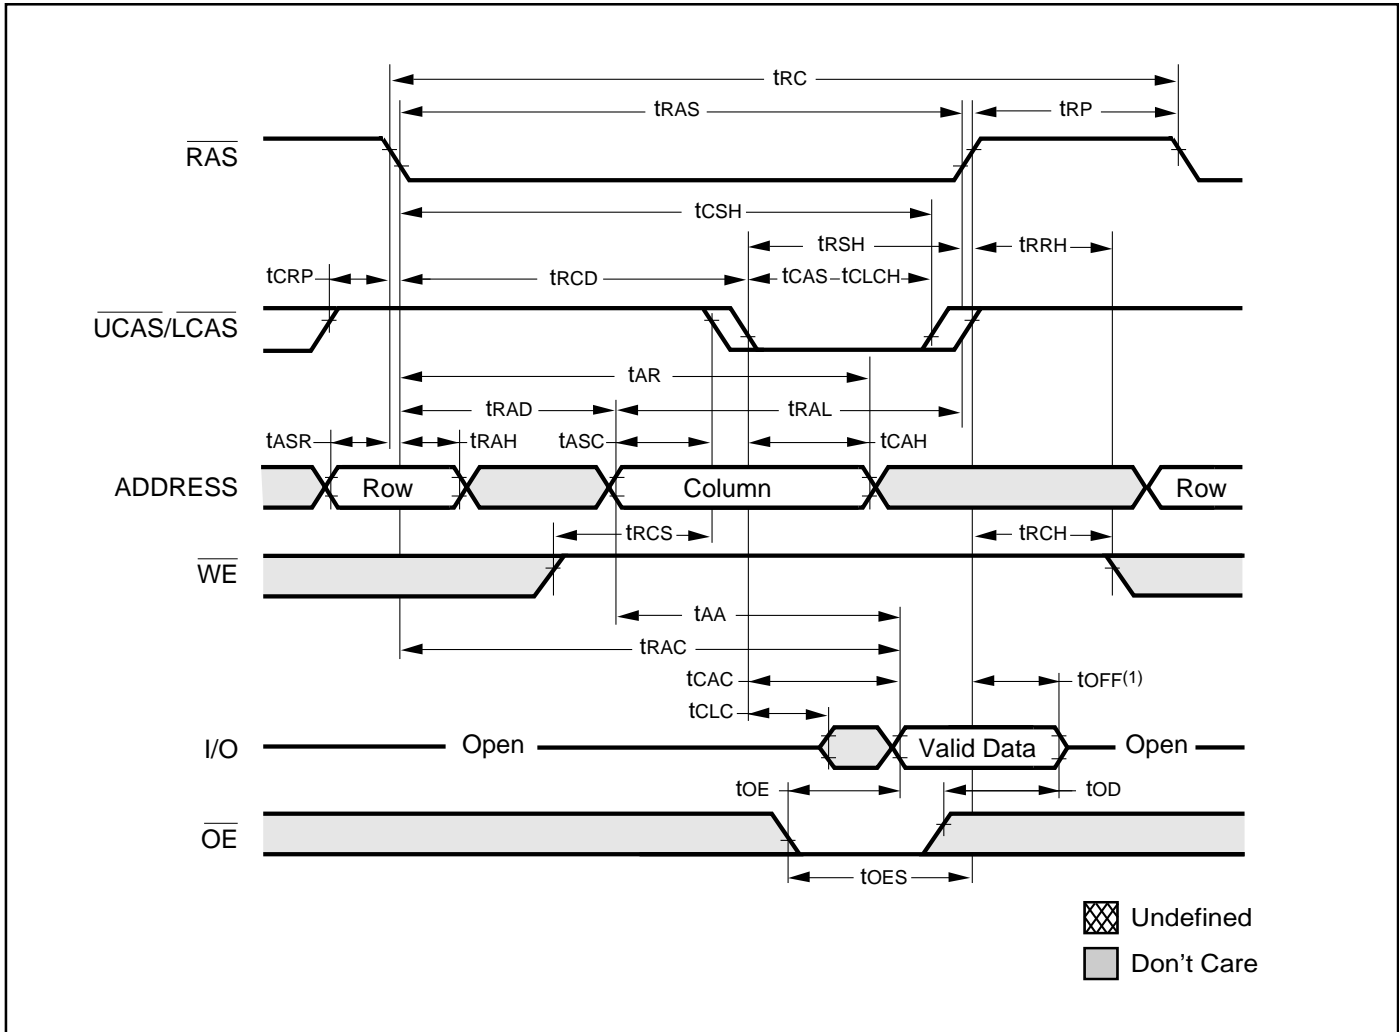 tRC
tRAS
tRP
RAS
tCSH
tRSH
tRRH
tCRP
tRCD
tCAS
tCLCH
UCAS/LCAS
tAR
tRAD
tRAL
tASR
tRAH
tASC
tCAH
ADDRESS
Row
Column
Row
tRCS
tRCH
WE
tAA
tRAC
tCAC
tOFF(1)
tCLC
I/O
Open
Valid Data
Open
tOE
tOD
OE
tOES
Undefined
Don't Care